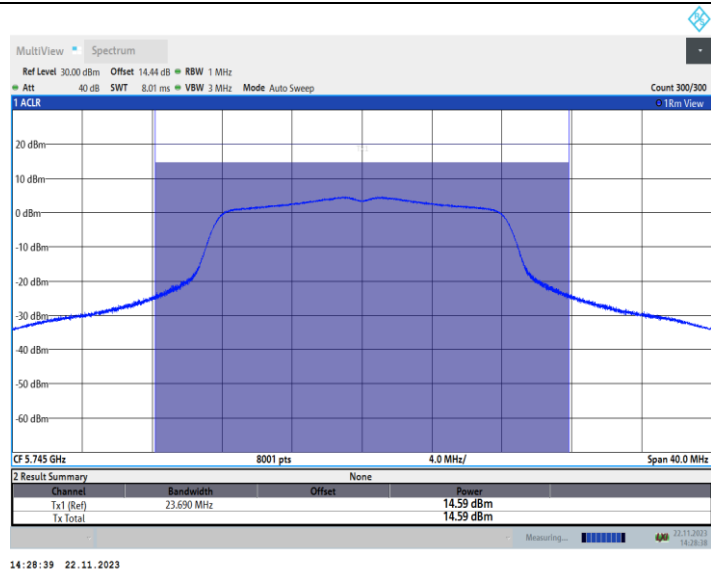 MultiView Spectrum
Ref Level 30.00 dBm Offset 14.44 dB RBW 1 MHz
Att 40 dB SWT 8.01 ms VBW 3 MHz Mode Auto Sweep Count 300/300
1 ACLR 1Rm View
20 dBm
10 dBm
0 dBm
-10 dBm
-20 dBm
-30 dBm
-40 dBm
-50 dBm
-60 dBm
CF 5.745 GHz 8001 pts 4.0 MHz/ Span 40.0 MHz
2 Result Summary None
Channel Bandwidth Offset Power
Tx1 (Ref) 23.690 MHz 14.59 dBm
Tx Total 14.59 dBm
Measuring... 22.11.2023
14:28:38
14:28:39 22.11.2023